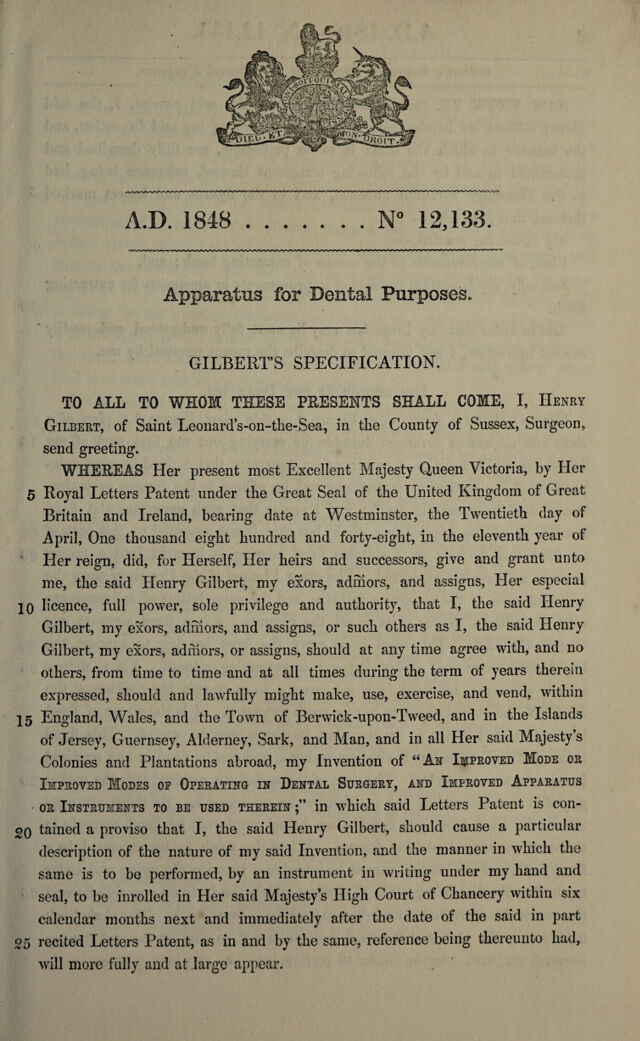 DIEU·ET· MON· DROIT·
A.D. 1848 . . . . . . . . N° 12,133.
Apparatus for Dental Purposes.
GILBERT'S SPECIFICATION.
TO ALL TO WHOM THESE PRESENTS SHALL COME, I, HENRY
GILBERT, of Saint Leonard's-on-the-Sea, in the County of Sussex, Surgeon,
send greeting.
WHEREAS Her present most Excellent Majesty Queen Victoria, by Her
5 Royal Letters Patent under the Great Seal of the United Kingdom of Great
Britain and Ireland, bearing date at Westminster, the Twentieth day of
April, One thousand eight hundred and forty-eight, in the eleventh year of
Her reign, did, for Herself, Her heirs and successors, give and grant unto
me, the said Henry Gilbert, my exors, adm̄ors, and assigns, Her especial
10 licence, full power, sole privilege and authority, that I, the said Henry
Gilbert, my exors, adm̄ors, and assigns, or such others as I, the said Henry
Gilbert, my exors, adm̄ors, or assigns, should at any time agree with, and no
others, from time to time and at all times during the term of years therein
expressed, should and lawfully might make, use, exercise, and vend, within
15 England, Wales, and the Town of Berwick-upon-Tweed, and in the Islands
of Jersey, Guernsey, Alderney, Sark, and Man, and in all Her said Majesty's
Colonies and Plantations abroad, my Invention of "AN IMPROVED MODE OR
IMPROVED MODES OF OPERATING IN DENTAL SURGERY, AND IMPROVED APPARATUS
OR INSTRUMENTS TO BE USED THEREIN;" in which said Letters Patent is con-
20 tained a proviso that I, the said Henry Gilbert, should cause a particular
description of the nature of my said Invention, and the manner in which the
same is to be performed, by an instrument in writing under my hand and
seal, to be inrolled in Her said Majesty's High Court of Chancery within six
calendar months next and immediately after the date of the said in part
25 recited Letters Patent, as in and by the same, reference being thereunto had,
will more fully and at large appear.